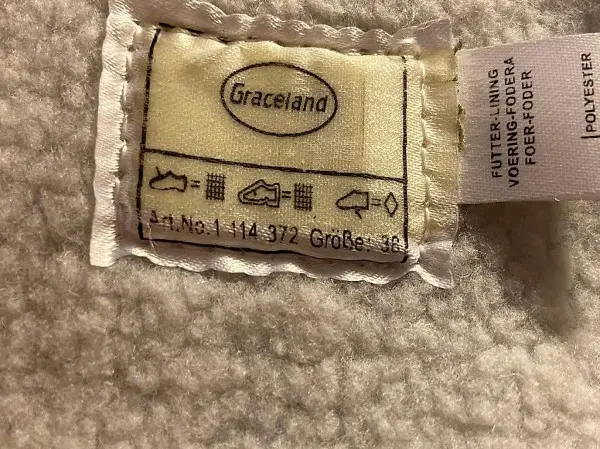 Graceland
Art.No.1 114 372 Größe: 36
FUTTER-LINING
VOERING-FODERA
FOER-FODER
POLYESTER